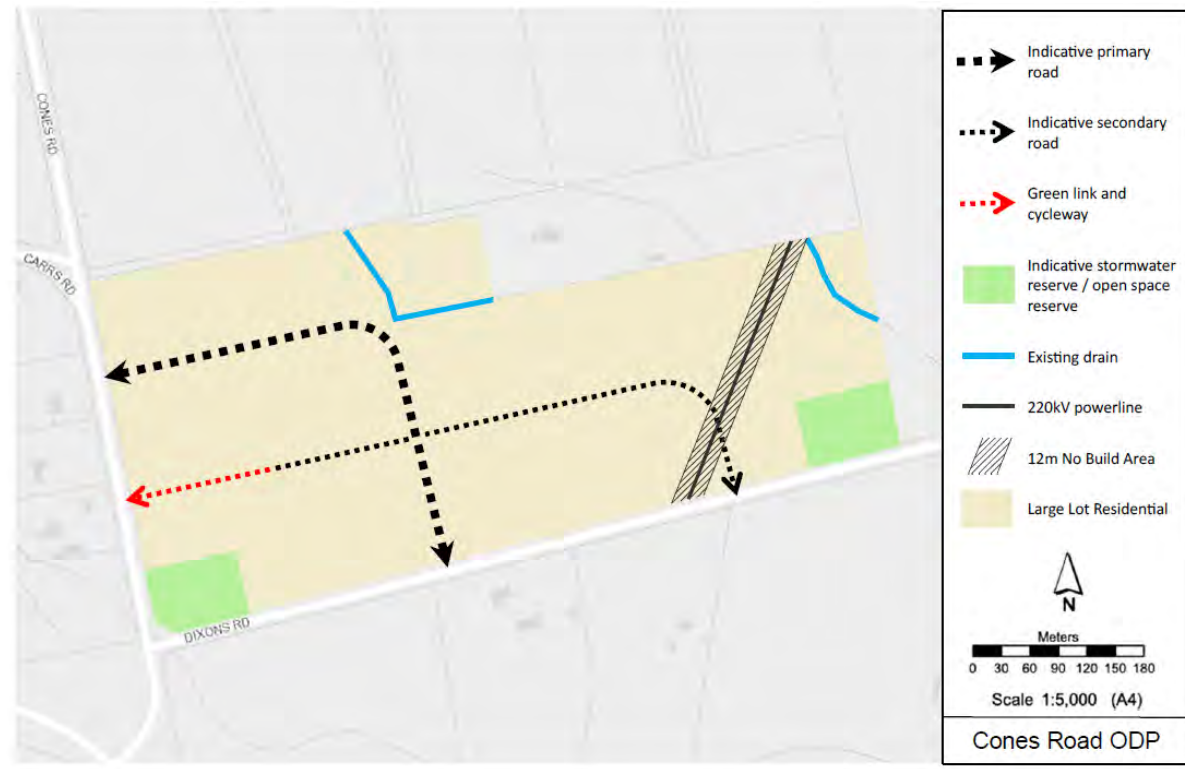 CONES RD
CARRS RD
DIXONS RD
Indicative primary
road
Indicative secondary
road
Green link and
cycleway
Indicative stormwater
reserve / open space
reserve
Existing drain
220kV powerline
12m No Build Area
Large Lot Residential
N
Meters
0 30 60 90 120 150 180
Scale 1:5,000 (A4)
Cones Road ODP